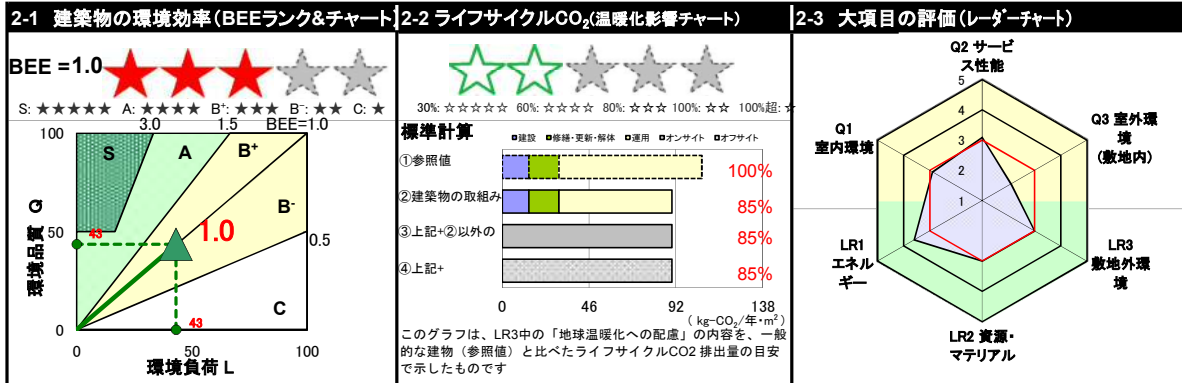 2-1 建築物の環境効率(BEEランク&チャート)
BEE =1.0
S: ★★★★★ A: ★★★★ B+: ★★★ B-: ★★ C: ★
3.0 1.5 BEE=1.0
100
S A B+
B-
環境品質 Q
50
43
1.0
0.5
C
0
43
0 50 100
環境負荷 L
2-2 ライフサイクルCO2(温暖化影響チャート)
30%: ☆☆☆☆☆ 60%: ☆☆☆☆ 80%: ☆☆☆ 100%: ☆☆ 100%超: ☆
標準計算
建設 修繕・更新・解体 運用 オンサイト オフサイト
①参照値 100%
②建築物の取組み 85%
③上記+②以外の 85%
④上記+ 85%
0 46 92 138
( kg-CO2/年・m2)
このグラフは、LR3中の「地球温暖化への配慮」の内容を、一般
的な建物(参照値)と比べたライフサイクルCO2 排出量の目安
で示したものです
2-3 大項目の評価(レーダーチャート)
Q2 サービ
ス性能
5
4
3
2
1
Q1
室内環境
Q3 室外環
境
(敷地内)
LR1
エネル
ギー
LR3
敷地外環
境
LR2 資源・
マテリアル